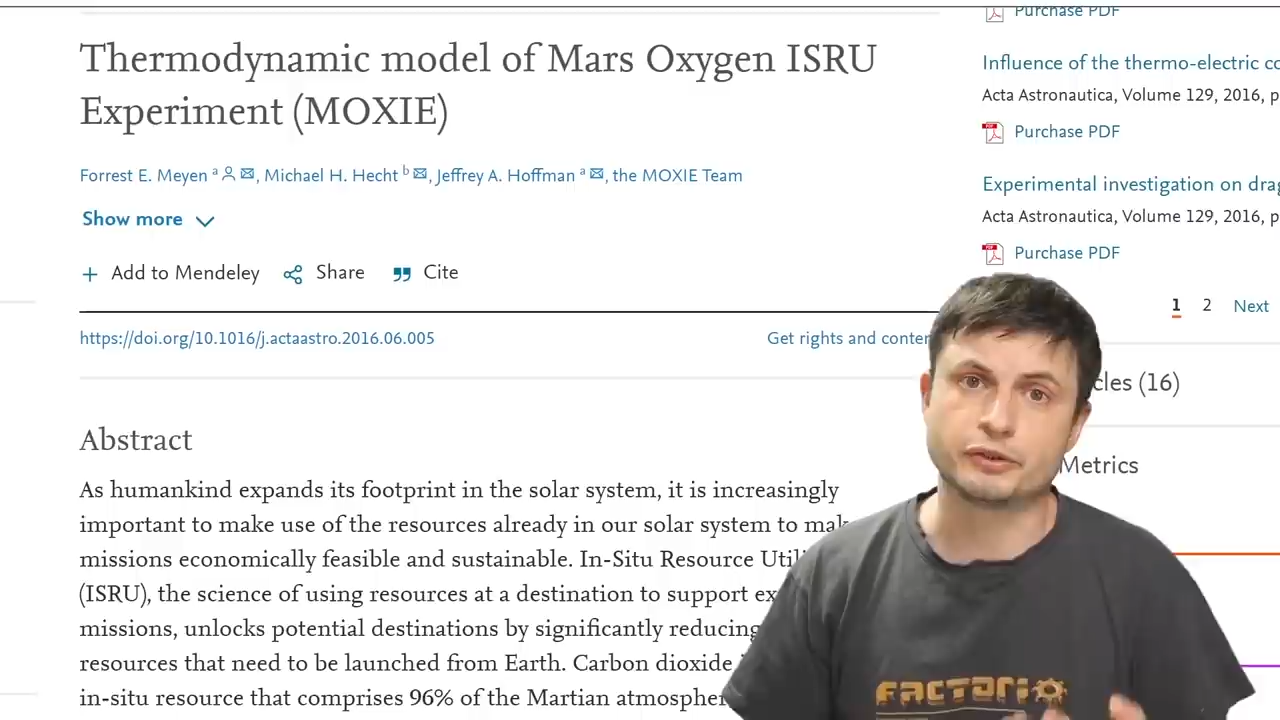 Thermodynamic model of Mars Oxygen ISRU
Experiment (MOXIE)
Forrest E. Meyen a, Michael H. Hecht b, Jeffrey A. Hoffman a, the MOXIE Team
Show more
+ Add to Mendeley Share Cite
https://doi.org/10.1016/j.actaastro.2016.06.005
Get rights and conten
Abstract
As humankind expands its footprint in the solar system, it is increasingly
important to make use of the resources already in our solar system to mak
missions economically feasible and sustainable. In-Situ Resource Utili
(ISRU), the science of using resources at a destination to support ex
missions, unlocks potential destinations by significantly reducing
resources that need to be launched from Earth. Carbon dioxide
in-situ resource that comprises 96% of the Martian atmospher
Purchase PDF
Influence of the thermo-electric co
Acta Astronautica, Volume 129, 2016, p
Purchase PDF
Experimental investigation on drag
Acta Astronautica, Volume 129, 2016, p
Purchase PDF
1 2 Next
cles (16)
Metrics
FACTORIO